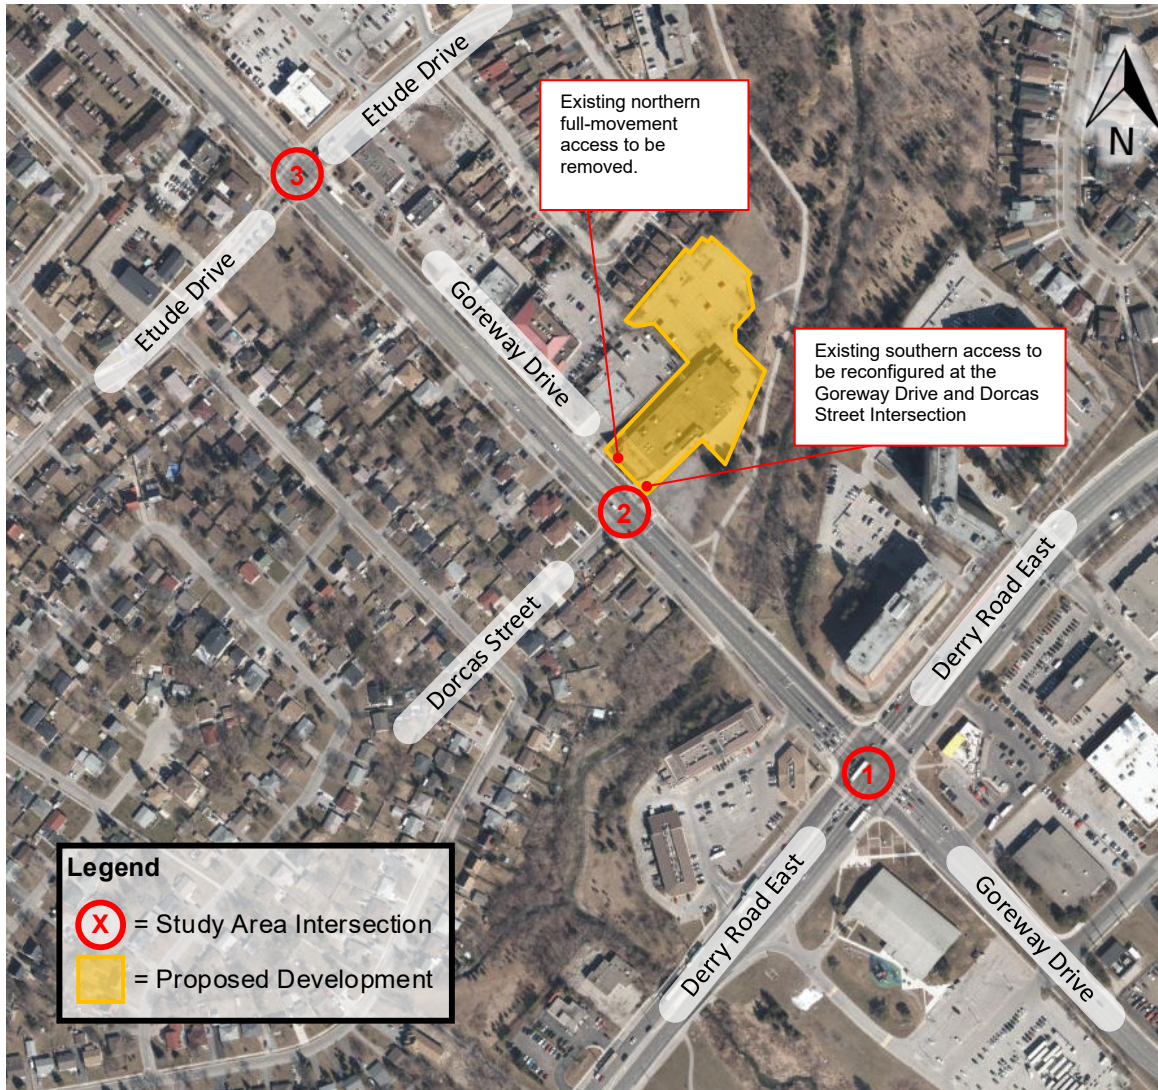 Etude Drive
Existing northern
full-movement
access to be
removed.
N
3
Etude Drive
Goreway Drive
Existing southern access to
be reconfigured at the
Goreway Drive and Dorcas
Street Intersection
2
Dorcas Street
Derry Road East
1
Derry Road East
Goreway Drive
Legend
X = Study Area Intersection
= Proposed Development